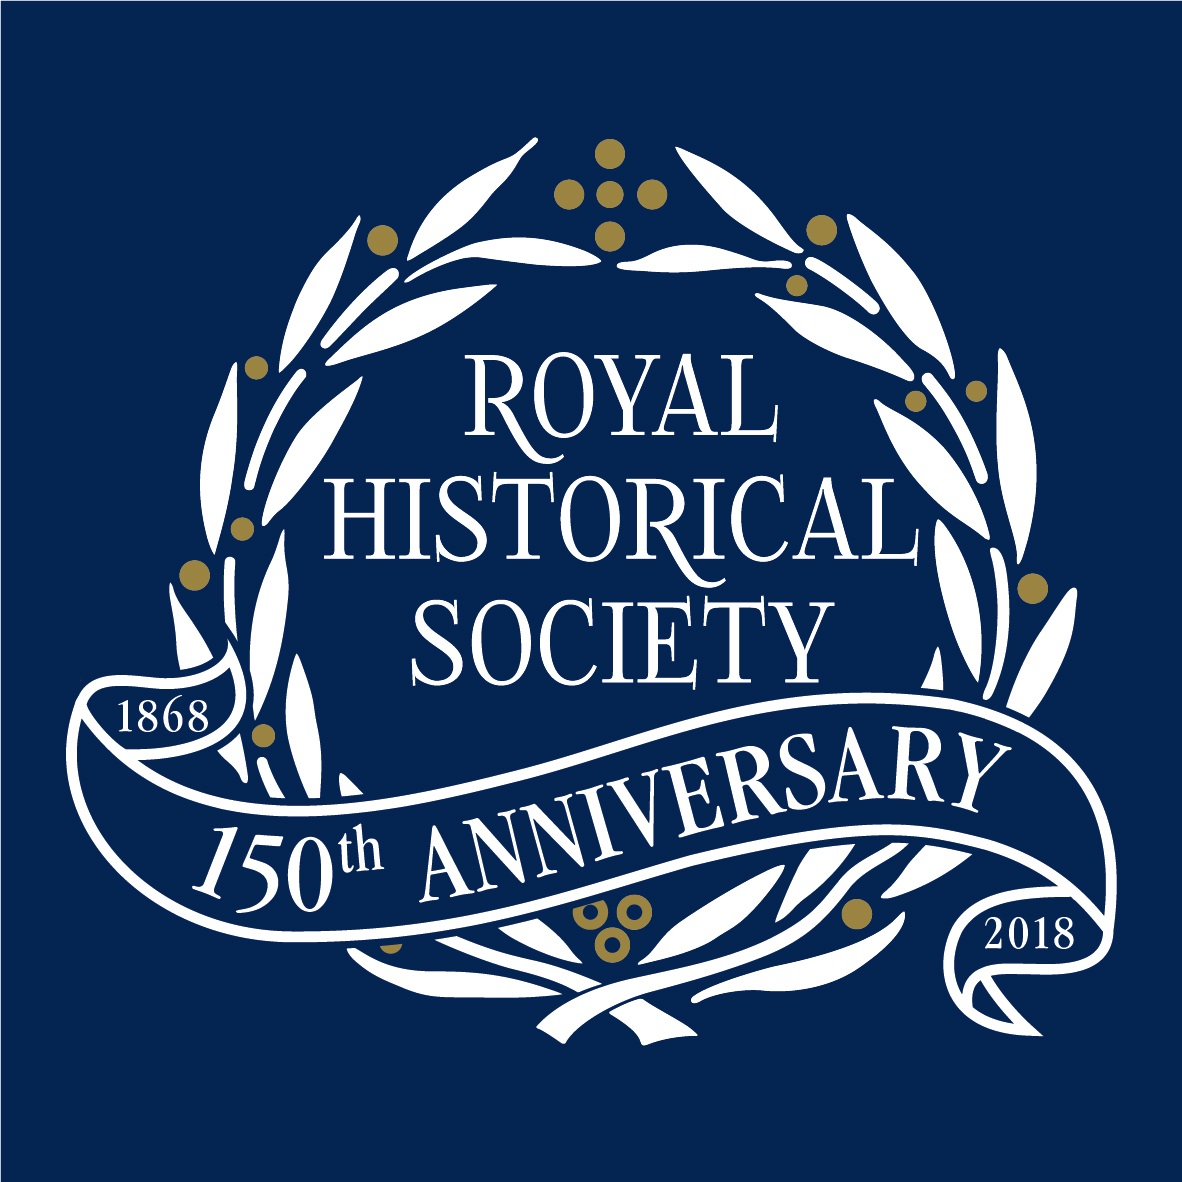 ROYAL
HISTORICAL
SOCIETY
1868
150th ANNIVERSARY
2018